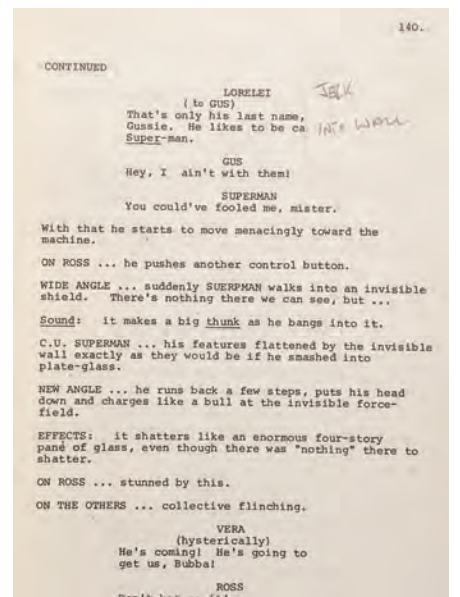 140.
CONTINUED
LORELEI
( to GUS)
That's only his last name,
Gussie. He likes to be ca
INTO WALL
Super-man.
GUS
Hey, I ain't with them!
SUPERMAN
You could've fooled me, mister.
With that he starts to move menacingly toward the
machine.
ON ROSS ... he pushes another control button.
WIDE ANGLE ... suddenly SUERPMAN walks into an invisible
shield. There's nothing there we can see, but ...
Sound: it makes a big thunk as he bangs into it.
C.U. SUPERMAN ... his features flattened by the invisible
wall exactly as they would be if he smashed into
plate-glass.
NEW ANGLE ... he runs back a few steps, puts his head
down and charges like a bull at the invisible force-
field.
EFFECTS: it shatters like an enormous four-story
pane of glass, even though there was "nothing" there to
shatter.
ON ROSS ... stunned by this.
ON THE OTHERS ... collective flinching.
VERA
(hysterically)
He's coming! He's going to
get us, Bubba!
ROSS